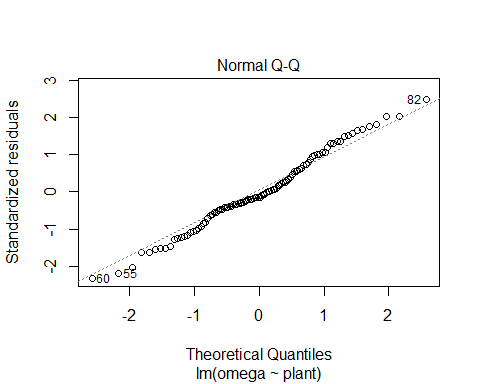 Normal Q-Q
Standardized residuals
3
2
1
0
-1
-2
82
60
55
-2 -1 0 1 2
Theoretical Quantiles
lm(omega ~ plant)